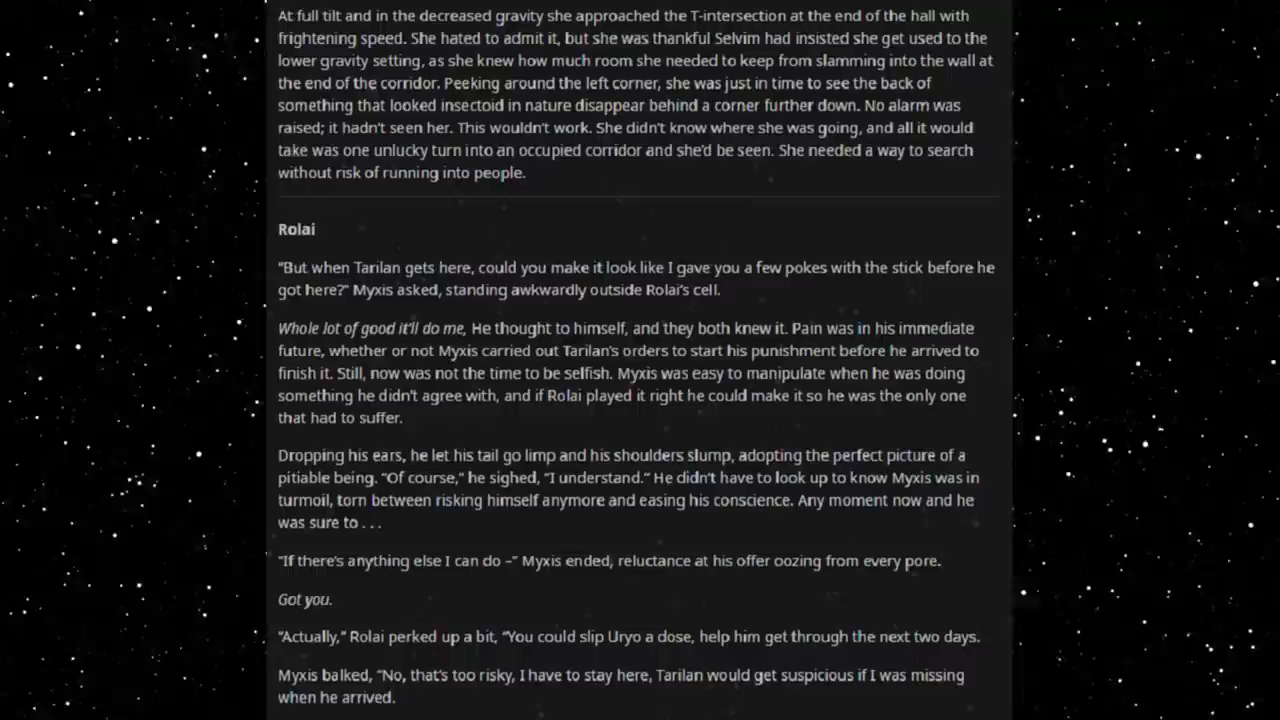 At full tilt and in the decreased gravity she approached the T-intersection at the end of the hall with
frightening speed. She hated to admit it, but she was thankful Selvim had insisted she get used to the
lower gravity setting, as she knew how much room she needed to keep from slamming into the wall at
the end of the corridor. Peeking around the left corner, she was just in time to see the back of
something that looked insectoid in nature disappear behind a corner further down. No alarm was
raised; it hadn't seen her. This wouldn't work. She didn't know where she was going, and all it would
take was one unlucky turn into an occupied corridor and she'd be seen. She needed a way to search
without risk of running into people.
Rolai
"But when Tarilan gets here, could you make it look like I gave you a few pokes with the stick before he
got here?" Myxis asked, standing awkwardly outside Rolai's cell.
Whole lot of good it'll do me, He thought to himself, and they both knew it. Pain was in his immediate
future, whether or not Myxis carried out Tarilan's orders to start his punishment before he arrived to
finish it. Still, now was not the time to be selfish. Myxis was easy to manipulate when he was doing
something he didn't agree with, and if Rolai played it right he could make it so he was the only one
that had to suffer.
Dropping his ears, he let his tail go limp and his shoulders slump, adopting the perfect picture of a
pitiable being. "Of course," he sighed, "I understand." He didn't have to look up to know Myxis was in
turmoil, torn between risking himself anymore and easing his conscience. Any moment now and he
was sure to . . .
"If there's anything else I can do –" Myxis ended, reluctance at his offer oozing from every pore.
Got you.
"Actually," Rolai perked up a bit, "You could slip Uryo a dose, help him get through the next two days.
Myxis balked, "No, that's too risky, I have to stay here, Tarilan would get suspicious if I was missing
when he arrived.